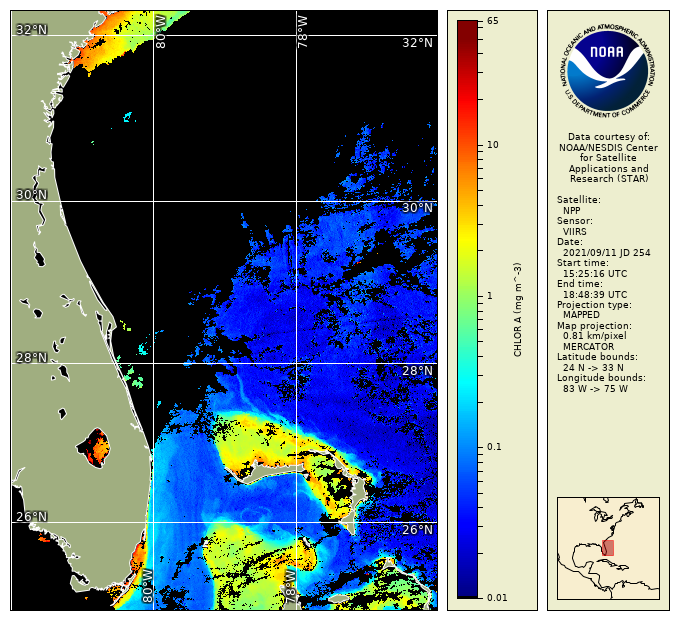 80°W
78°W
32°N
32°N
30°N
30°N
28°N
28°N
26°N
26°N
80°W
78°W
65
10
1
0.1
0.01
CHLOR A (mg m^-3)
NATIONAL OCEANIC AND ATMOSPHERIC ADMINISTRATION
NOAA
U.S. DEPARTMENT OF COMMERCE
Data courtesy of:
NOAA/NESDIS Center
for Satellite
Applications and
Research (STAR)
Satellite:
NPP
Sensor:
VIIRS
Date:
2021/09/11 JD 254
Start time:
15:25:16 UTC
End time:
18:48:39 UTC
Projection type:
MAPPED
Map projection:
0.81 km/pixel
MERCATOR
Latitude bounds:
24 N -> 33 N
Longitude bounds:
83 W -> 75 W